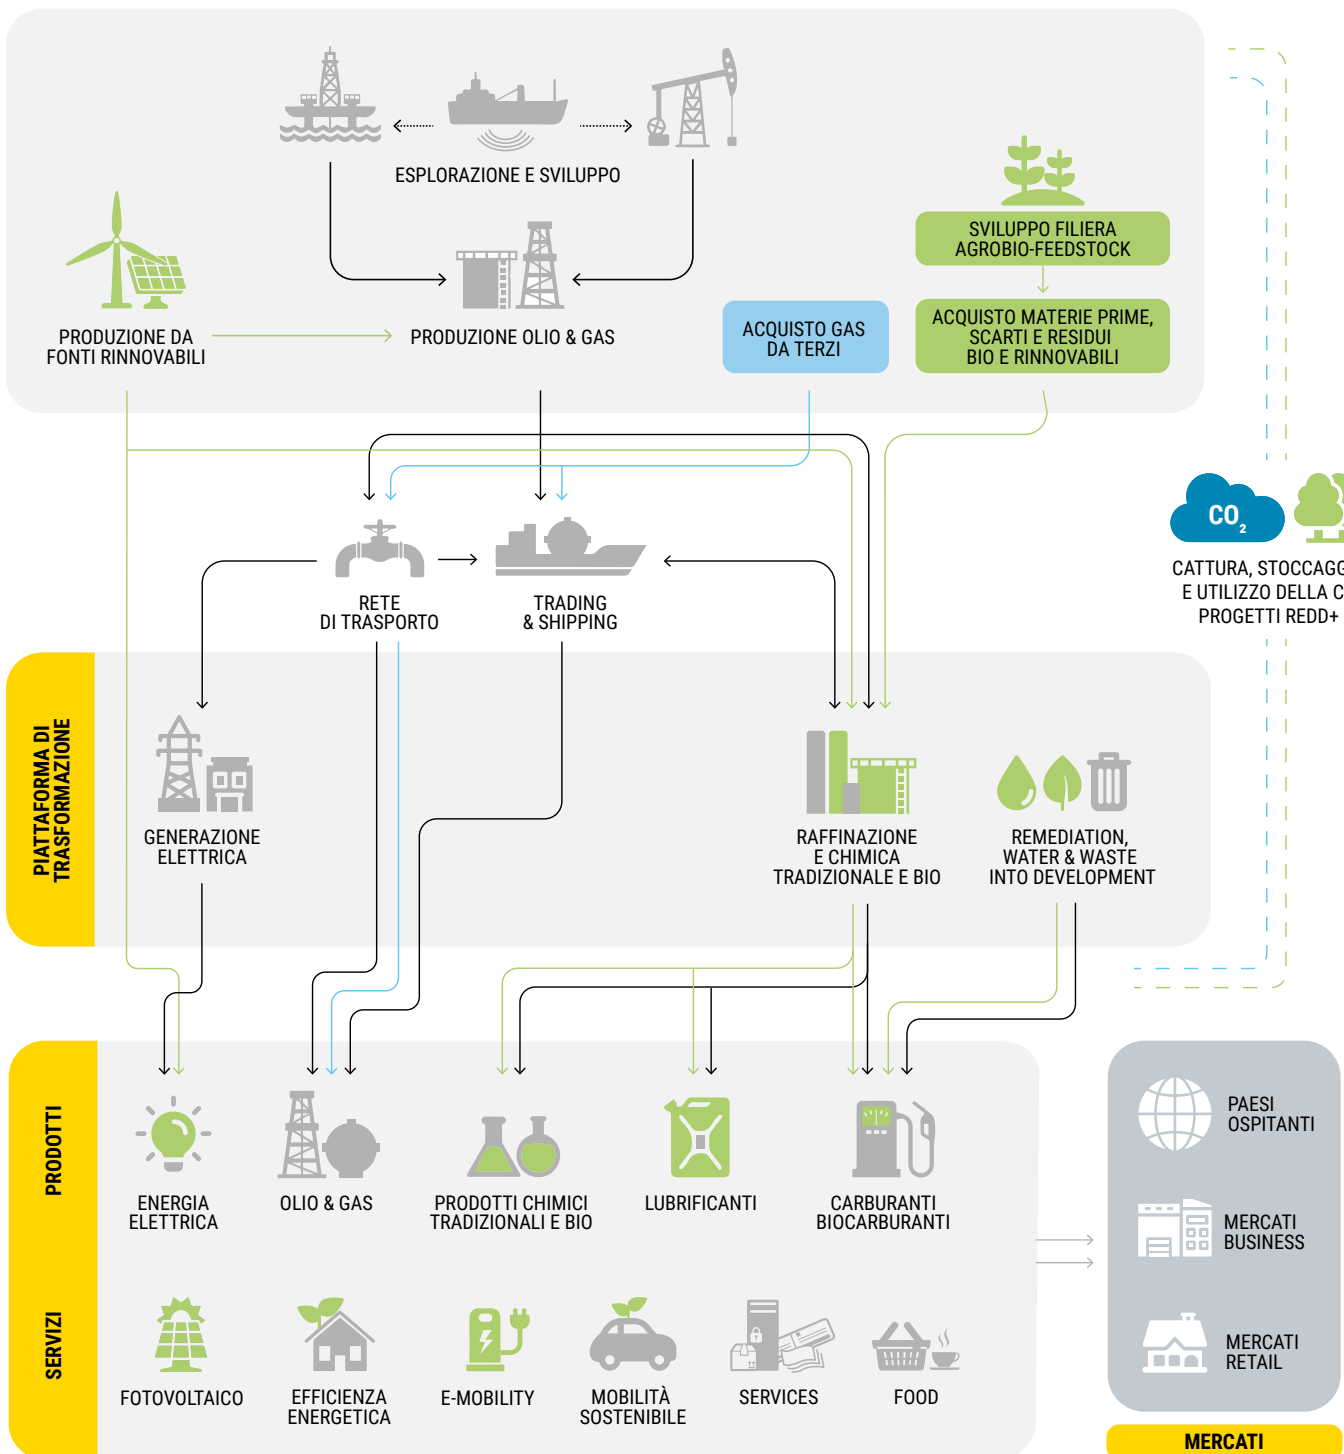 ESPLORAZIONE E SVILUPPO
SVILUPPO FILIERA
AGROBIO-FEEDSTOCK
PRODUZIONE DA
FONTI RINNOVABILI
PRODUZIONE OLIO & GAS
ACQUISTO GAS
DA TERZI
ACQUISTO MATERIE PRIME,
SCARTI E RESIDUI
BIO E RINNOVABILI
CO2
CATTURA,
E UTILIZZO DELLA
PROGETTI REDD+
RETE
DI TRASPORTO
TRADING
& SHIPPING
PIATTAFORMA DI
TRASFORMAZIONE
GENERAZIONE
ELETTRICA
RAFFINAZIONE
E CHIMICA
TRADIZIONALE E BIO
REMEDIATION,
WATER & WASTE
INTO DEVELOPMENT
PRODOTTI
ENERGIA
ELETTRICA
OLIO & GAS
PRODOTTI CHIMICI
TRADIZIONALI E BIO
LUBRIFICANTI
CARBURANTI
BIOCARBURANTI
SERVIZI
FOTOVOLTAICO
EFFICIENZA
ENERGETICA
E-MOBILITY
MOBILITÀ
SOSTENIBILE
SERVICES
FOOD
PAESI
OSPITANTI
MERCATI
BUSINESS
MERCATI
RETAIL
MERCATI